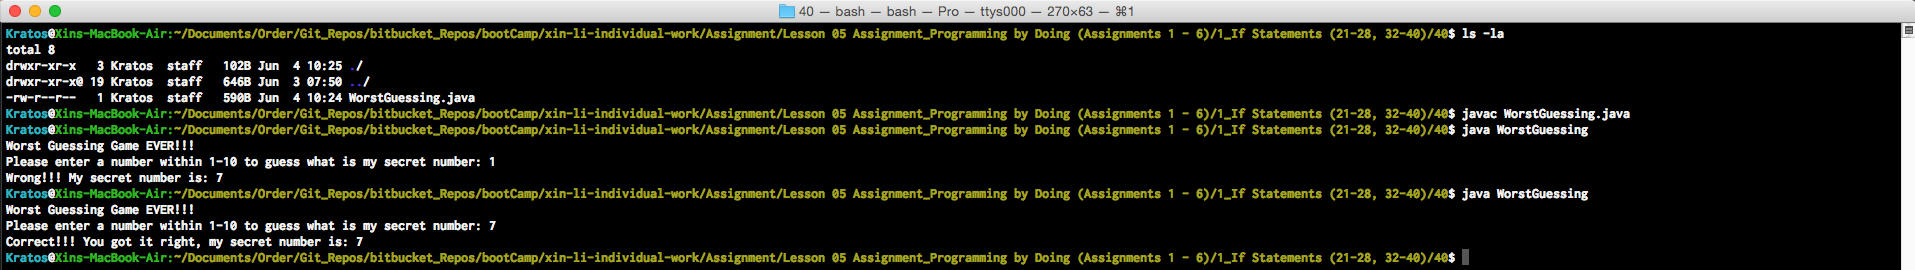 40 — bash — bash — Pro — ttys000 — 270×63 — ⌘1
Kratos@Xins-MacBook-Air:~/Documents/Order/Git_Repos/bitbucket_Repos/bootCamp/xin-li-individual-work/Assignment/Lesson 05 Assignment_Programming by Doing (Assignments 1 - 6)/1_If Statements (21-28, 32-40)/40$ ls -la
total 8
drwxr-xr-x   3 Kratos  staff   102B Jun  4 10:25 ./
drwxr-xr-x@ 19 Kratos  staff   646B Jun  3 07:50 ../
-rw-r--r--   1 Kratos  staff   590B Jun  4 10:24 WorstGuessing.java
Kratos@Xins-MacBook-Air:~/Documents/Order/Git_Repos/bitbucket_Repos/bootCamp/xin-li-individual-work/Assignment/Lesson 05 Assignment_Programming by Doing (Assignments 1 - 6)/1_If Statements (21-28, 32-40)/40$ javac WorstGuessing.java
Kratos@Xins-MacBook-Air:~/Documents/Order/Git_Repos/bitbucket_Repos/bootCamp/xin-li-individual-work/Assignment/Lesson 05 Assignment_Programming by Doing (Assignments 1 - 6)/1_If Statements (21-28, 32-40)/40$ java WorstGuessing
Worst Guessing Game EVER!!!
Please enter a number within 1-10 to guess what is my secret number: 1
Wrong!!! My secret number is: 7
Kratos@Xins-MacBook-Air:~/Documents/Order/Git_Repos/bitbucket_Repos/bootCamp/xin-li-individual-work/Assignment/Lesson 05 Assignment_Programming by Doing (Assignments 1 - 6)/1_If Statements (21-28, 32-40)/40$ java WorstGuessing
Worst Guessing Game EVER!!!
Please enter a number within 1-10 to guess what is my secret number: 7
Correct!!! You got it right, my secret number is: 7
Kratos@Xins-MacBook-Air:~/Documents/Order/Git_Repos/bitbucket_Repos/bootCamp/xin-li-individual-work/Assignment/Lesson 05 Assignment_Programming by Doing (Assignments 1 - 6)/1_If Statements (21-28, 32-40)/40$